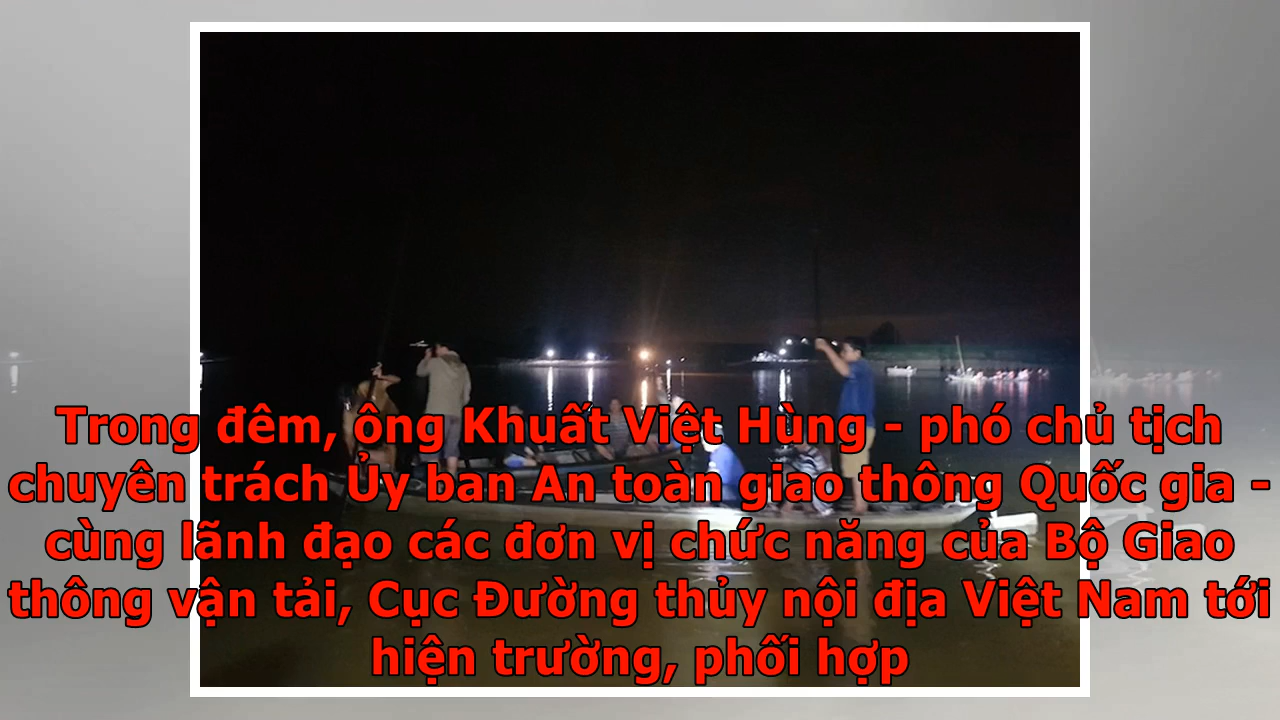 Trong đêm, ông Khuất Việt Hùng - phó chủ tịch
chuyên trách Ủy ban An toàn giao thông Quốc gia -
cùng lãnh đạo các đơn vị chức năng của Bộ Giao
thông vận tải, Cục Đường thủy nội địa Việt Nam tới
hiện trường, phối hợp